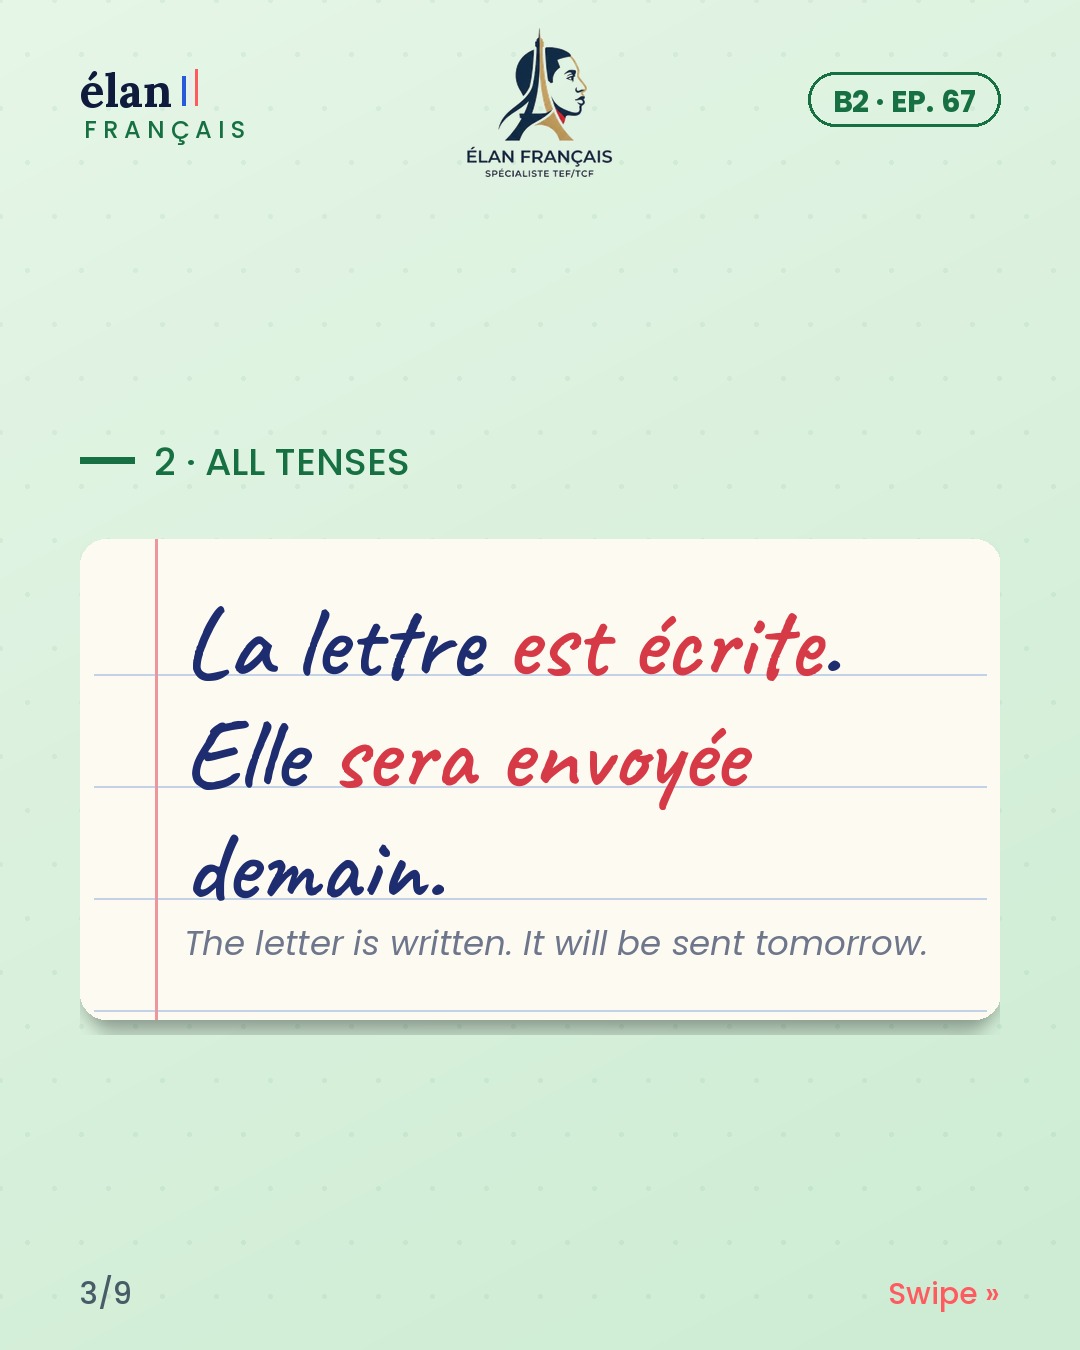 élan
FRANÇAIS
ÉLAN FRANÇAIS
SPÉCIALISTE TEF/TCF
B2 · EP. 67
2 · ALL TENSES
La lettre est écrite.
Elle sera envoyée
demain.
The letter is written. It will be sent tomorrow.
3/9
Swipe »